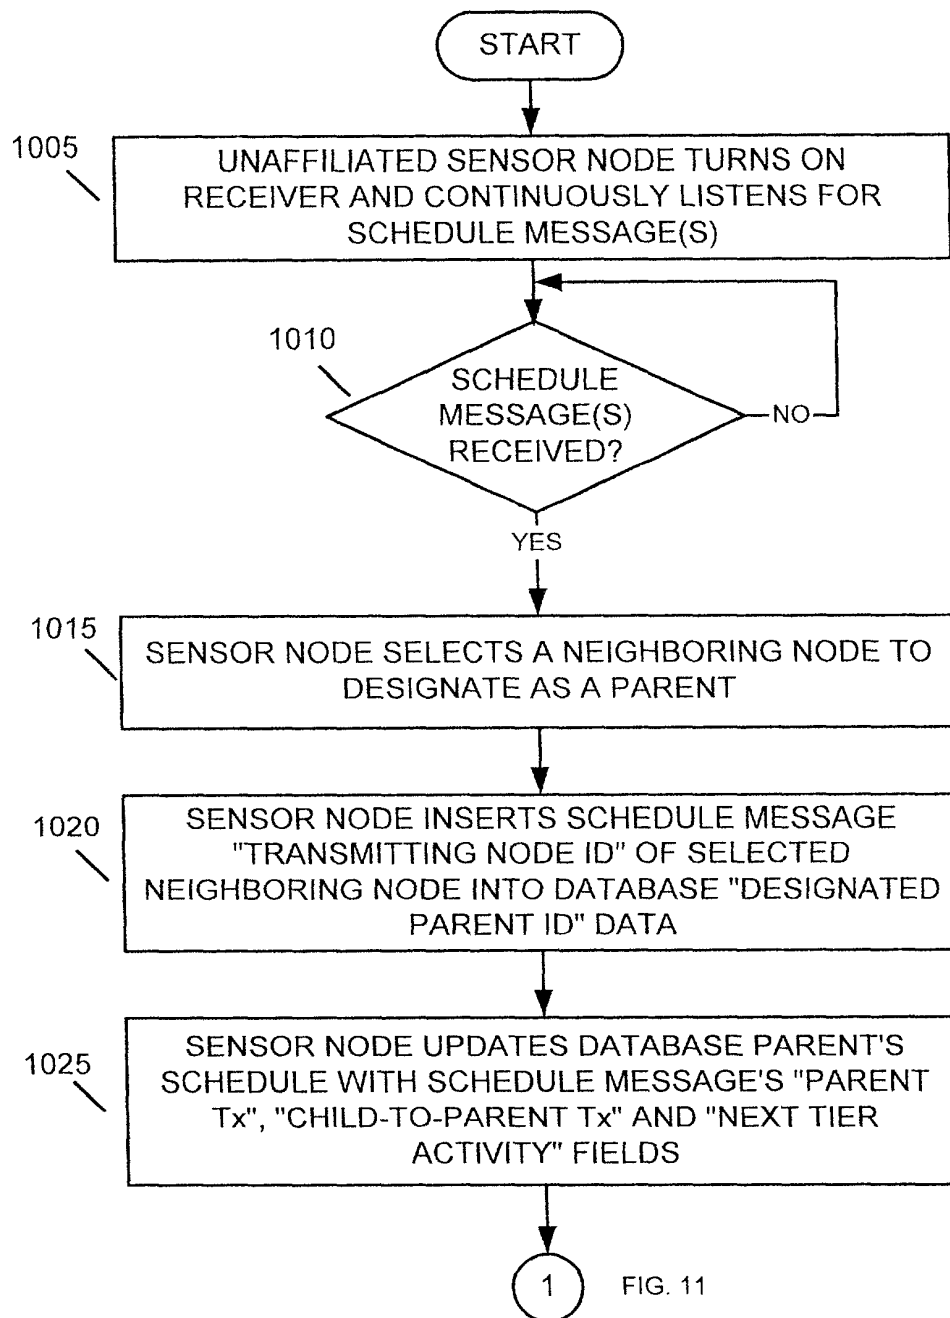 START
1005
UNAFFILIATED SENSOR NODE TURNS ON
RECEIVER AND CONTINUOUSLY LISTENS FOR
SCHEDULE MESSAGE(S)
1010
SCHEDULE
MESSAGE(S)
RECEIVED?
NO
YES
1015
SENSOR NODE SELECTS A NEIGHBORING NODE TO
DESIGNATE AS A PARENT
1020
SENSOR NODE INSERTS SCHEDULE MESSAGE
"TRANSMITTING NODE ID" OF SELECTED
NEIGHBORING NODE INTO DATABASE "DESIGNATED
PARENT ID" DATA
1025
SENSOR NODE UPDATES DATABASE PARENT'S
SCHEDULE WITH SCHEDULE MESSAGE'S "PARENT
Tx", "CHILD-TO-PARENT Tx" AND "NEXT TIER
ACTIVITY" FIELDS
1
FIG. 11